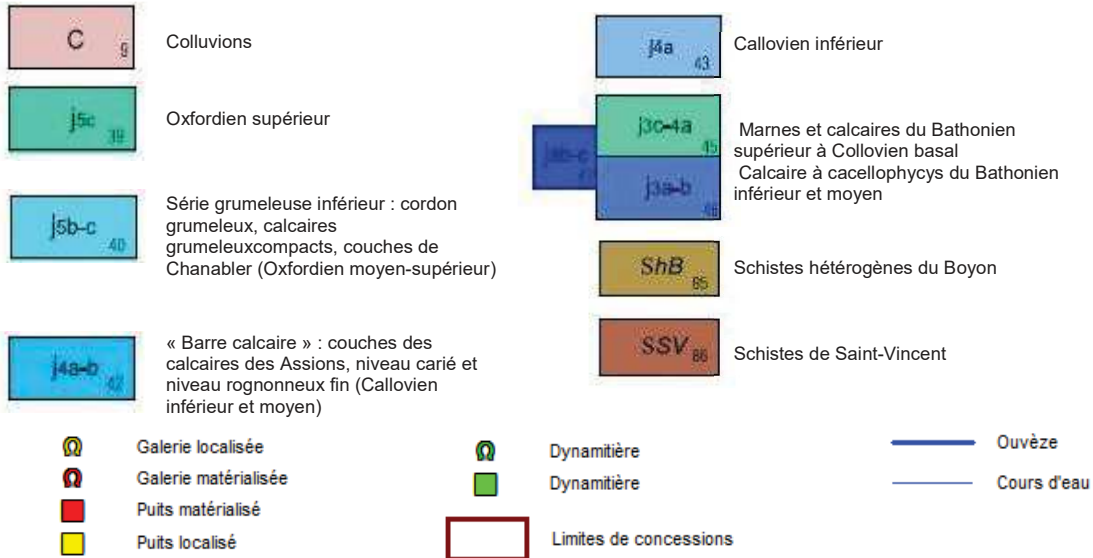 C 9
Colluvions
j5c 39
Oxfordien supérieur
j5b-c 40
Série grumeleuse inférieur : cordon
grumeleux, calcaires
grumeleuxcompacts, couches de
Chanabler (Oxfordien moyen-supérieur)
j4a-b 42
« Barre calcaire » : couches des
calcaires des Assions, niveau carié et
niveau rognonneux fin (Callovien
inférieur et moyen)
j4a 43
Callovien inférieur
j3c-4a 45
j3a-b 46
Marnes et calcaires du Bathonien
supérieur à Collovien basal
Calcaire à cacellophycys du Bathonien
inférieur et moyen
ShB 85
Schistes hétérogènes du Boyon
SSV 86
Schistes de Saint-Vincent
Galerie localisée
Galerie matérialisée
Puits matérialisé
Puits localisé
Dynamitière
Dynamitière
Limites de concessions
Ouvèze
Cours d'eau